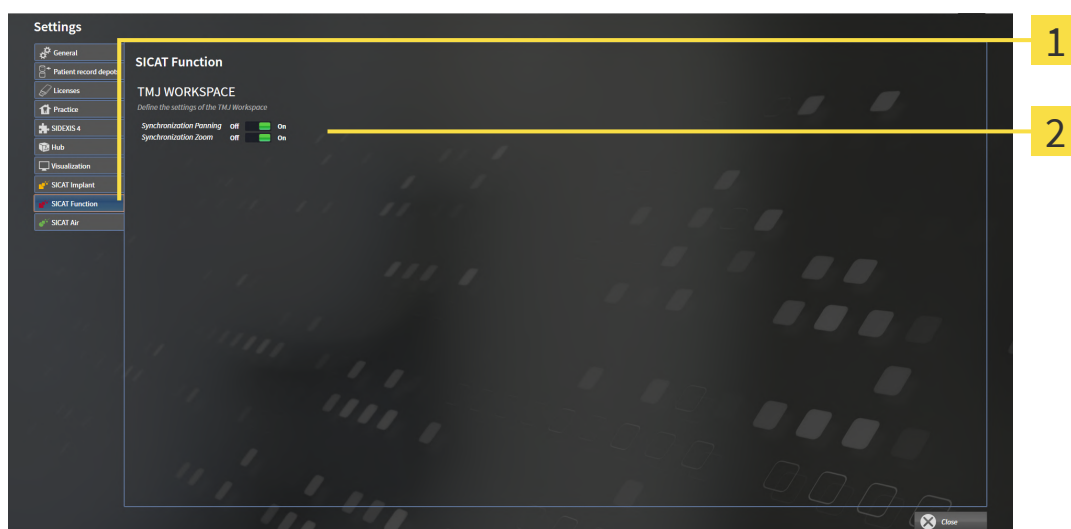 Settings
General
Patient record depots
Licenses
Practice
SIDEXIS 4
Hub
Visualization
SICAT Implant
SICAT Function
SICAT Air
SICAT Function
TMJ WORKSPACE
Define the settings of the TMJ Workspace
Synchronization Panning Off On
Synchronization Zoom Off On
Close
1
2